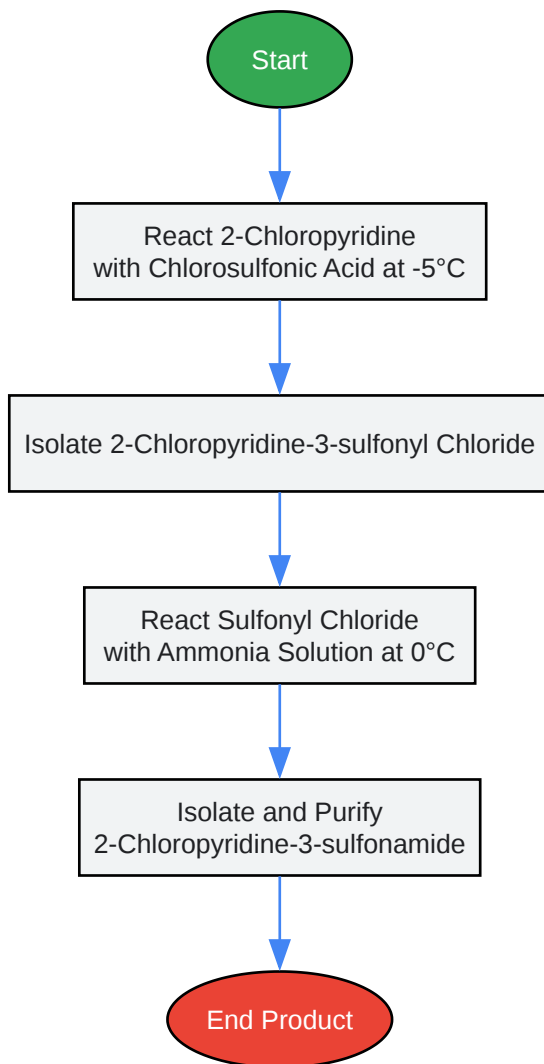 Start
React 2-Chloropyridine
with Chlorosulfonic Acid at -5°C
Isolate 2-Chloropyridine-3-sulfonyl Chloride
React Sulfonyl Chloride
with Ammonia Solution at 0°C
Isolate and Purify
2-Chloropyridine-3-sulfonamide
End Product